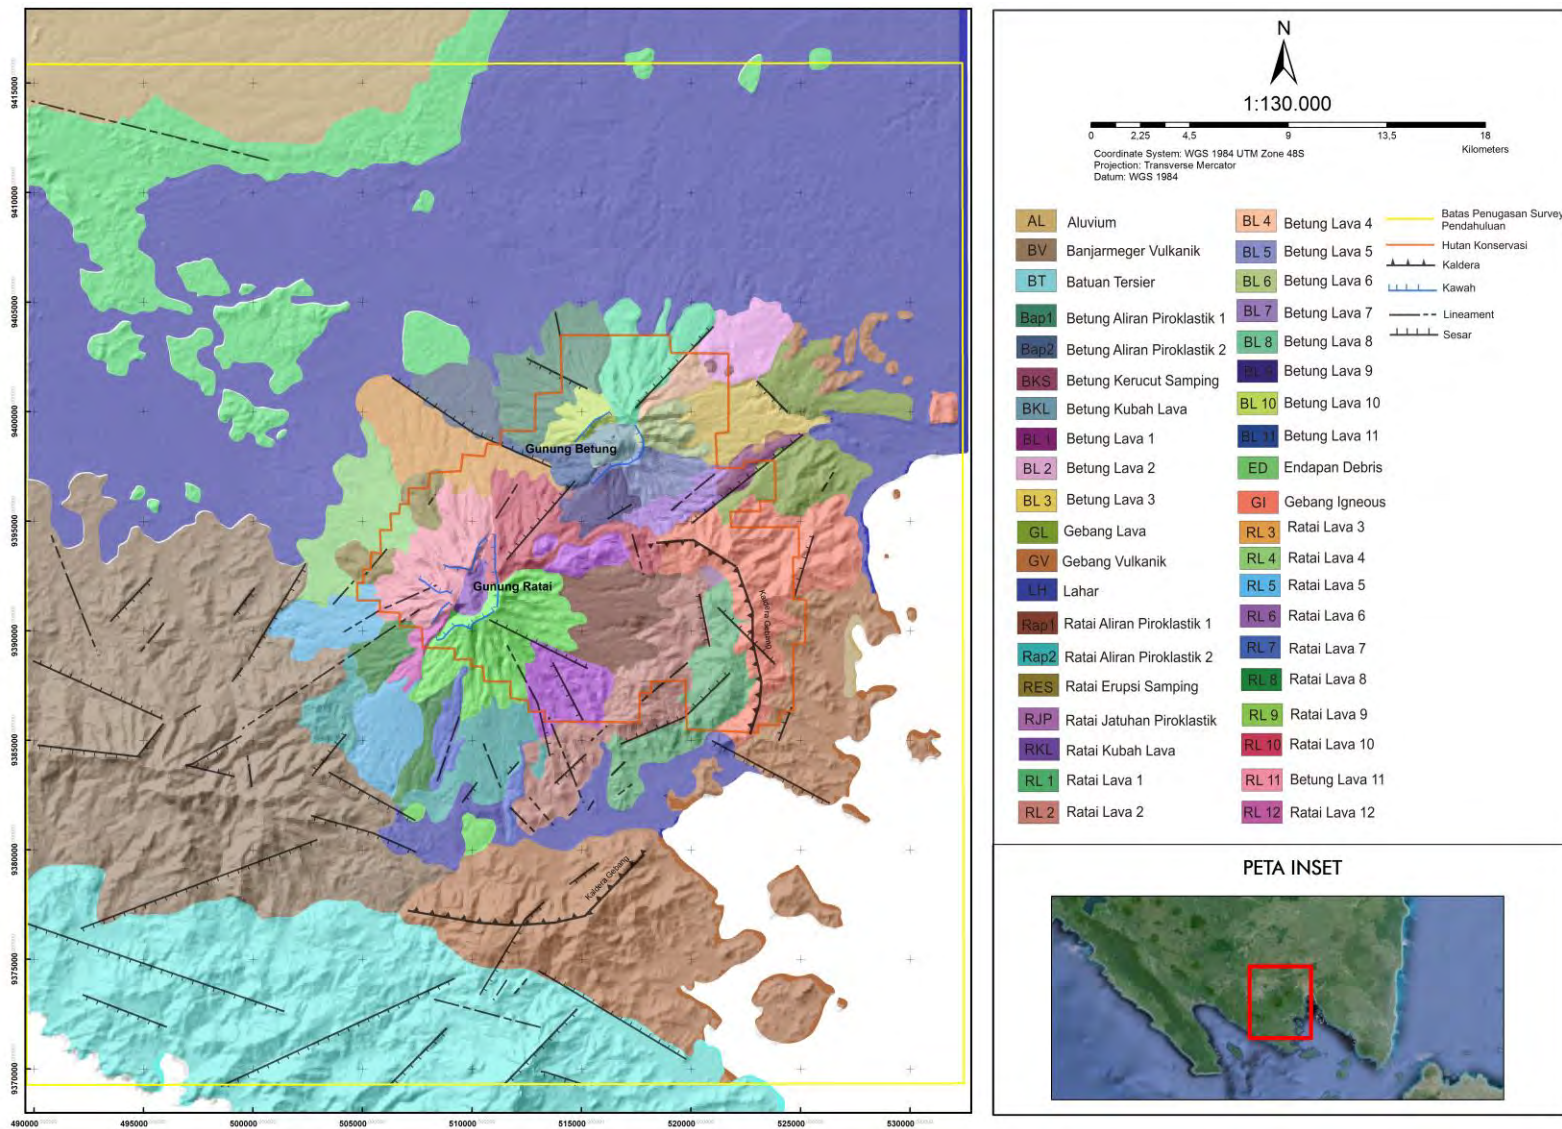 9415000
9410000
9405000
9400000
9395000
9390000
9385000
9380000
9375000
9370000
490000
495000
500000
505000
510000
515000
520000
525000
530000
Gunung Betung
Gunung Ratai
Kaldera Gebang
Kaldera Gebang
N
1:130.000
0 2,25 4,5 9 13,5 18
Kilometers
Coordinate System: WGS 1984 UTM Zone 48S
Projection: Transverse Mercator
Datum: WGS 1984
AL Aluvium
BV Banjarmeger Vulkanik
BT Batuan Tersier
Bap1 Betung Aliran Piroklastik 1
Bap2 Betung Aliran Piroklastik 2
BKS Betung Kerucut Samping
BKL Betung Kubah Lava
BL 1 Betung Lava 1
BL 2 Betung Lava 2
BL 3 Betung Lava 3
GL Gebang Lava
GV Gebang Vulkanik
LH Lahar
Rap1 Ratai Aliran Piroklastik 1
Rap2 Ratai Aliran Piroklastik 2
RES Ratai Erupsi Samping
RJP Ratai Jatuhan Piroklastik
RKL Ratai Kubah Lava
RL 1 Ratai Lava 1
RL 2 Ratai Lava 2
BL 4 Betung Lava 4
BL 5 Betung Lava 5
BL 6 Betung Lava 6
BL 7 Betung Lava 7
BL 8 Betung Lava 8
BL 9 Betung Lava 9
BL 10 Betung Lava 10
BL 11 Betung Lava 11
ED Endapan Debris
GI Gebang Igneous
RL 3 Ratai Lava 3
RL 4 Ratai Lava 4
RL 5 Ratai Lava 5
RL 6 Ratai Lava 6
RL 7 Ratai Lava 7
RL 8 Ratai Lava 8
RL 9 Ratai Lava 9
RL 10 Ratai Lava 10
RL 11 Betung Lava 11
RL 12 Ratai Lava 12
Batas Penugasan Survey
Pendahuluan
Hutan Konservasi
Kaldera
Kawah
Lineament
Sesar
PETA INSET